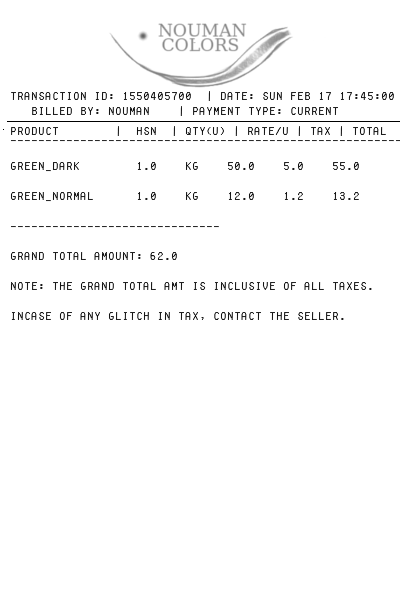 NOUMAN
COLORS
TRANSACTION ID: 1550405700 | DATE: SUN FEB 17 17:45:00
BILLED BY: NOUMAN | PAYMENT TYPE: CURRENT
PRODUCT | HSN | QTY(U) | RATE/U | TAX | TOTAL
GREEN_DARK 1.0 KG 50.0 5.0 55.0
GREEN_NORMAL 1.0 KG 12.0 1.2 13.2
------------------------------
GRAND TOTAL AMOUNT: 62.0
NOTE: THE GRAND TOTAL AMT IS INCLUSIVE OF ALL TAXES.
INCASE OF ANY GLITCH IN TAX, CONTACT THE SELLER.